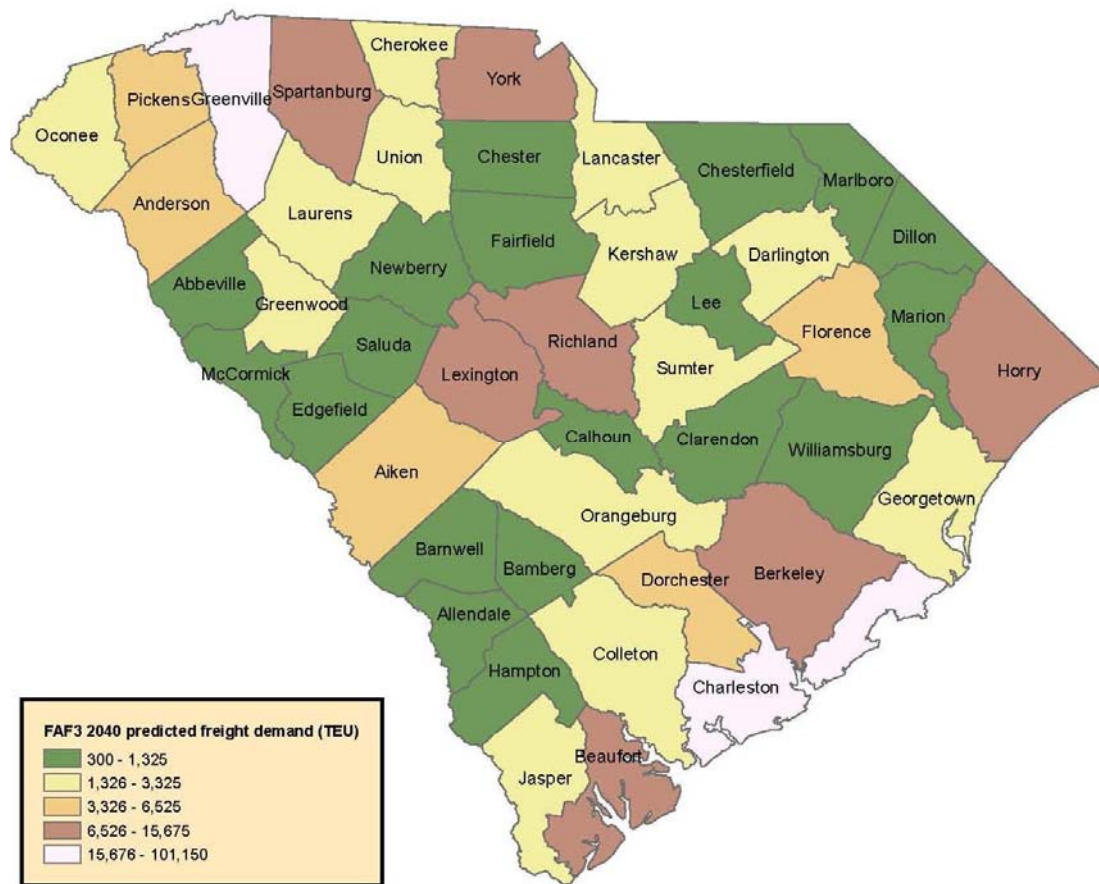 Cherokee
York
Pickens
Greenville
Spartanburg
Oconee
Union
Chester
Lancaster
Chesterfield
Marlboro
Anderson
Laurens
Fairfield
Kershaw
Darlington
Dillon
Newberry
Abbeville
Greenwood
Lee
Florence
Marion
Saluda
Richland
McCormick
Lexington
Sumter
Horry
Edgefield
Calhoun
Clarendon
Williamsburg
Aiken
Georgetown
Orangeburg
Barnwell
Bamberg
Dorchester
Berkeley
Allendale
Colleton
Hampton
Charleston
Beaufort
Jasper
FAF3 2040 predicted freight demand (TEU)
300 - 1,325
1,326 - 3,325
3,326 - 6,525
6,526 - 15,675
15,676 - 101,150